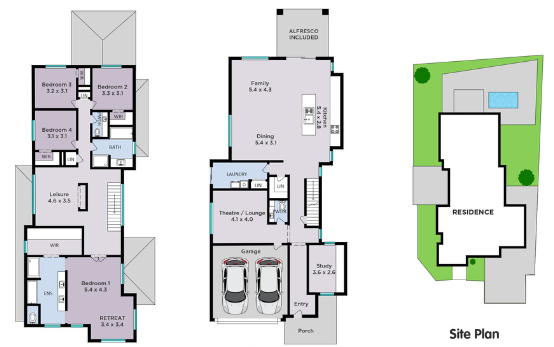 Bedroom 3
3.2 x 3.1
WIR
Bedroom 2
3.3 x 3.1
LIN
WIR
Bedroom 4
3.1 x 3.1
BATH
WIR
LIN
Leisure
4.6 x 3.5
WIR
ENS
Bedroom 1
5.4 x 4.3
RETREAT
3.4 x 3.4
ALFRESCO
INCLUDED
Family
5.4 x 4.3
Kitchen
5.4 x 2.8
Dining
5.4 x 3.1
LAUNDRY
LIN
LIN
Theatre / Lounge
4.1 x 4.0
PWDR
Garage
Study
3.6 x 2.6
Entry
Porch
RESIDENCE
Site Plan